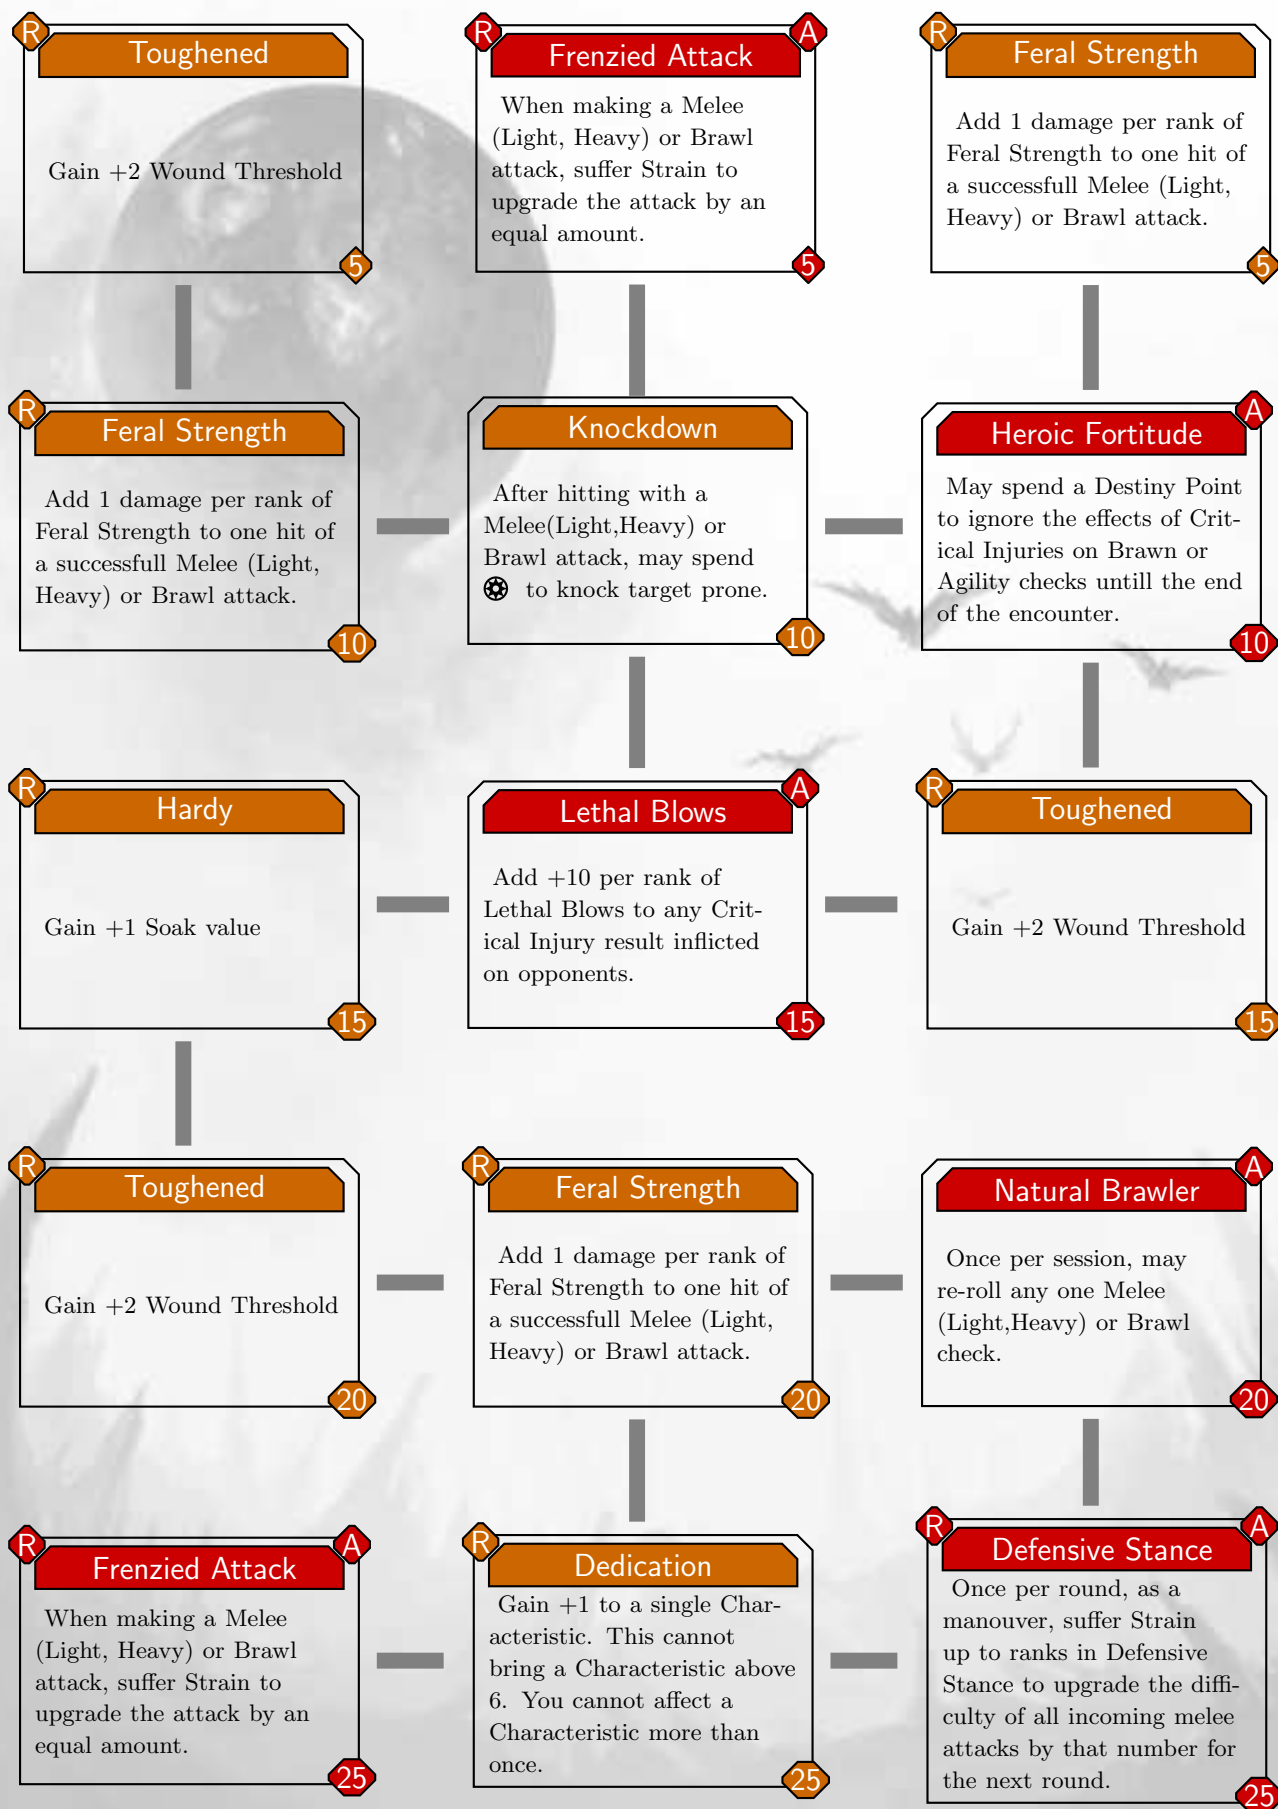 R
Toughened
Gain +2 Wound Threshold
5
R
A
Frenzied Attack
When making a Melee
(Light, Heavy) or Brawl
attack, suffer Strain to
upgrade the attack by an
equal amount.
5
R
Feral Strength
Add 1 damage per rank of
Feral Strength to one hit of
a successfull Melee (Light,
Heavy) or Brawl attack.
5
R
Feral Strength
Add 1 damage per rank of
Feral Strength to one hit of
a successfull Melee (Light,
Heavy) or Brawl attack.
10
Knockdown
After hitting with a
Melee(Light,Heavy) or
Brawl attack, may spend
to knock target prone.
10
A
Heroic Fortitude
May spend a Destiny Point
to ignore the effects of Crit-
ical Injuries on Brawn or
Agility checks untill the end
of the encounter.
10
R
Hardy
Gain +1 Soak value
15
A
Lethal Blows
Add +10 per rank of
Lethal Blows to any Crit-
ical Injury result inflicted
on opponents.
15
R
Toughened
Gain +2 Wound Threshold
15
R
Toughened
Gain +2 Wound Threshold
20
R
Feral Strength
Add 1 damage per rank of
Feral Strength to one hit of
a successfull Melee (Light,
Heavy) or Brawl attack.
20
A
Natural Brawler
Once per session, may
re-roll any one Melee
(Light,Heavy) or Brawl
check.
20
R
A
Frenzied Attack
When making a Melee
(Light, Heavy) or Brawl
attack, suffer Strain to
upgrade the attack by an
equal amount.
25
R
Dedication
Gain +1 to a single Char-
acteristic. This cannot
bring a Characteristic above
6. You cannot affect a
Characteristic more than
once.
25
R
A
Defensive Stance
Once per round, as a
manouver, suffer Strain
up to ranks in Defensive
Stance to upgrade the diffi-
culty of all incoming melee
attacks by that number for
the next round.
25